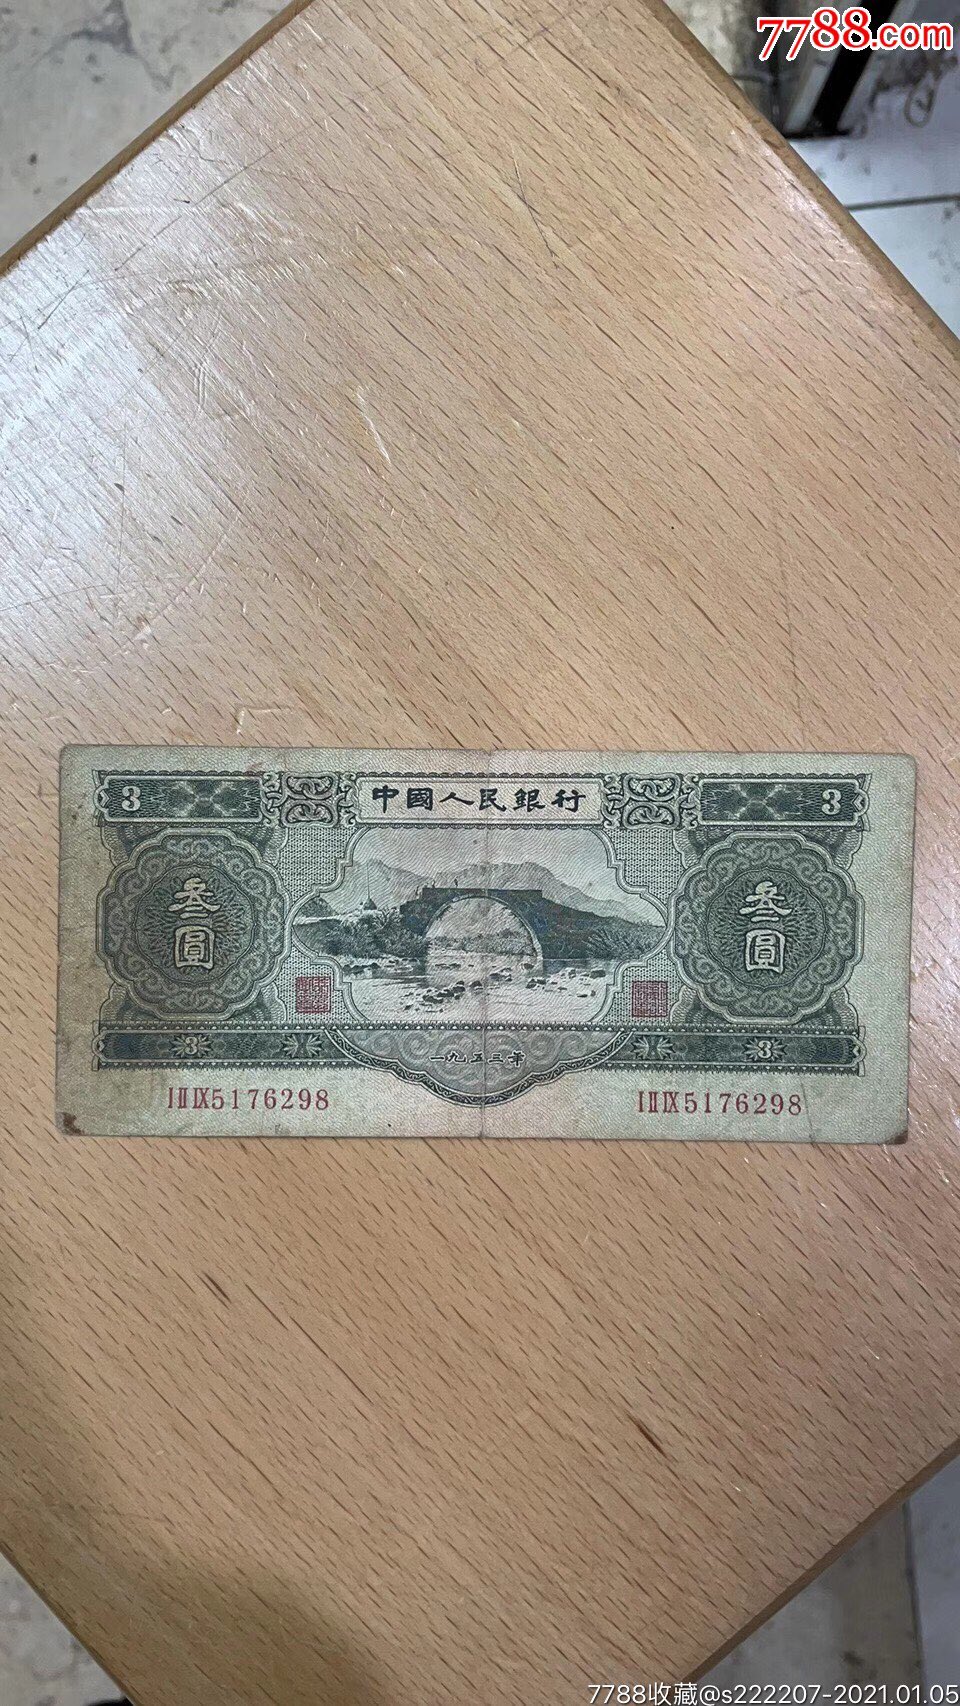 7788.com
3 中國人民銀行 3
叁圓 叁圓
3 一九五三年 3
ⅠⅡⅨ5176298 ⅠⅡⅨ5176298
7788收藏@s222207-2021.01.05